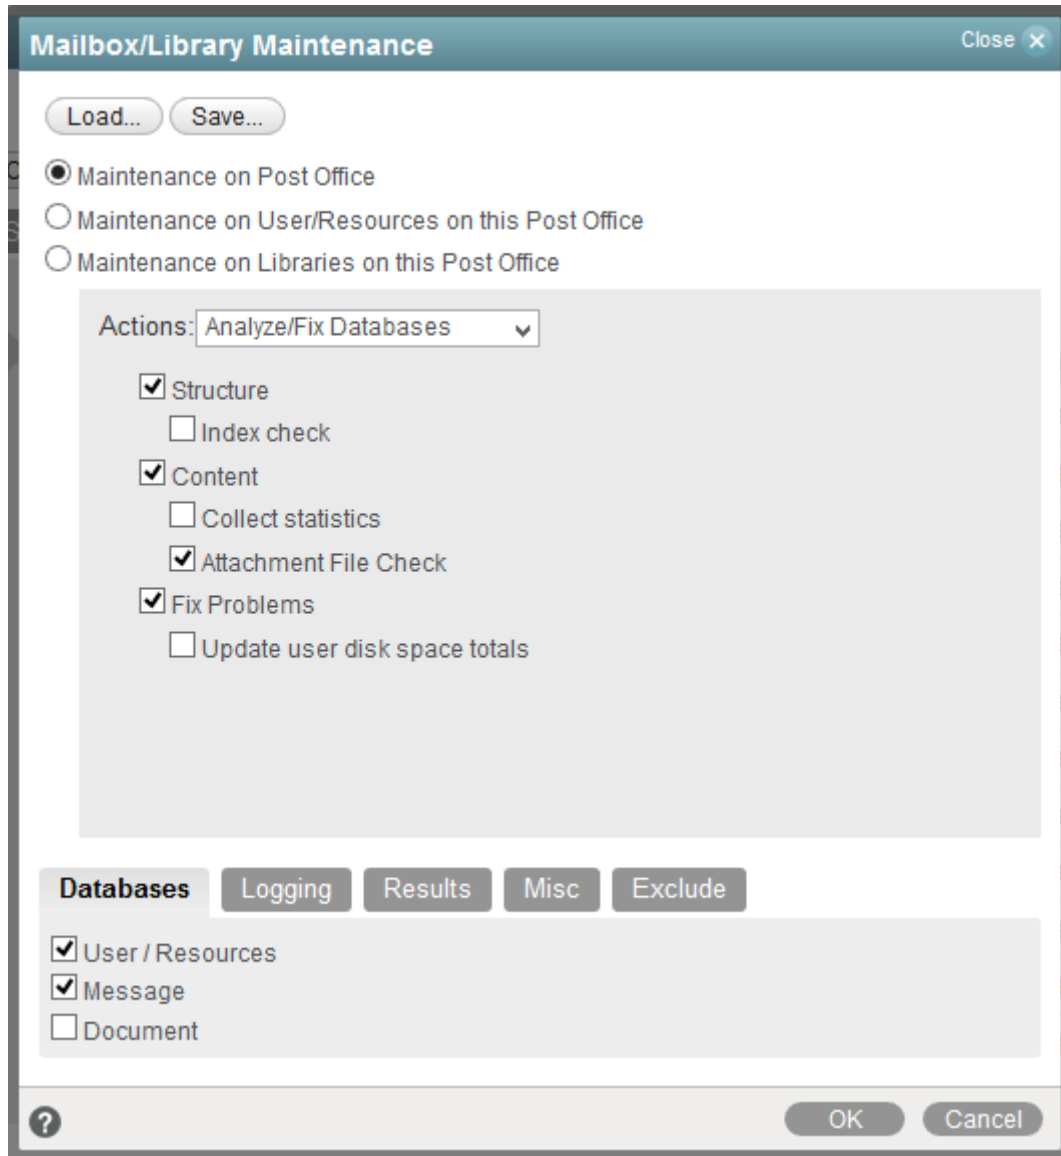 Mailbox/Library Maintenance
Close
Load... Save...
Maintenance on Post Office
Maintenance on User/Resources on this Post Office
Maintenance on Libraries on this Post Office
Actions: Analyze/Fix Databases
Structure
Index check
Content
Collect statistics
Attachment File Check
Fix Problems
Update user disk space totals
Databases Logging Results Misc Exclude
User / Resources
Message
Document
? OK Cancel